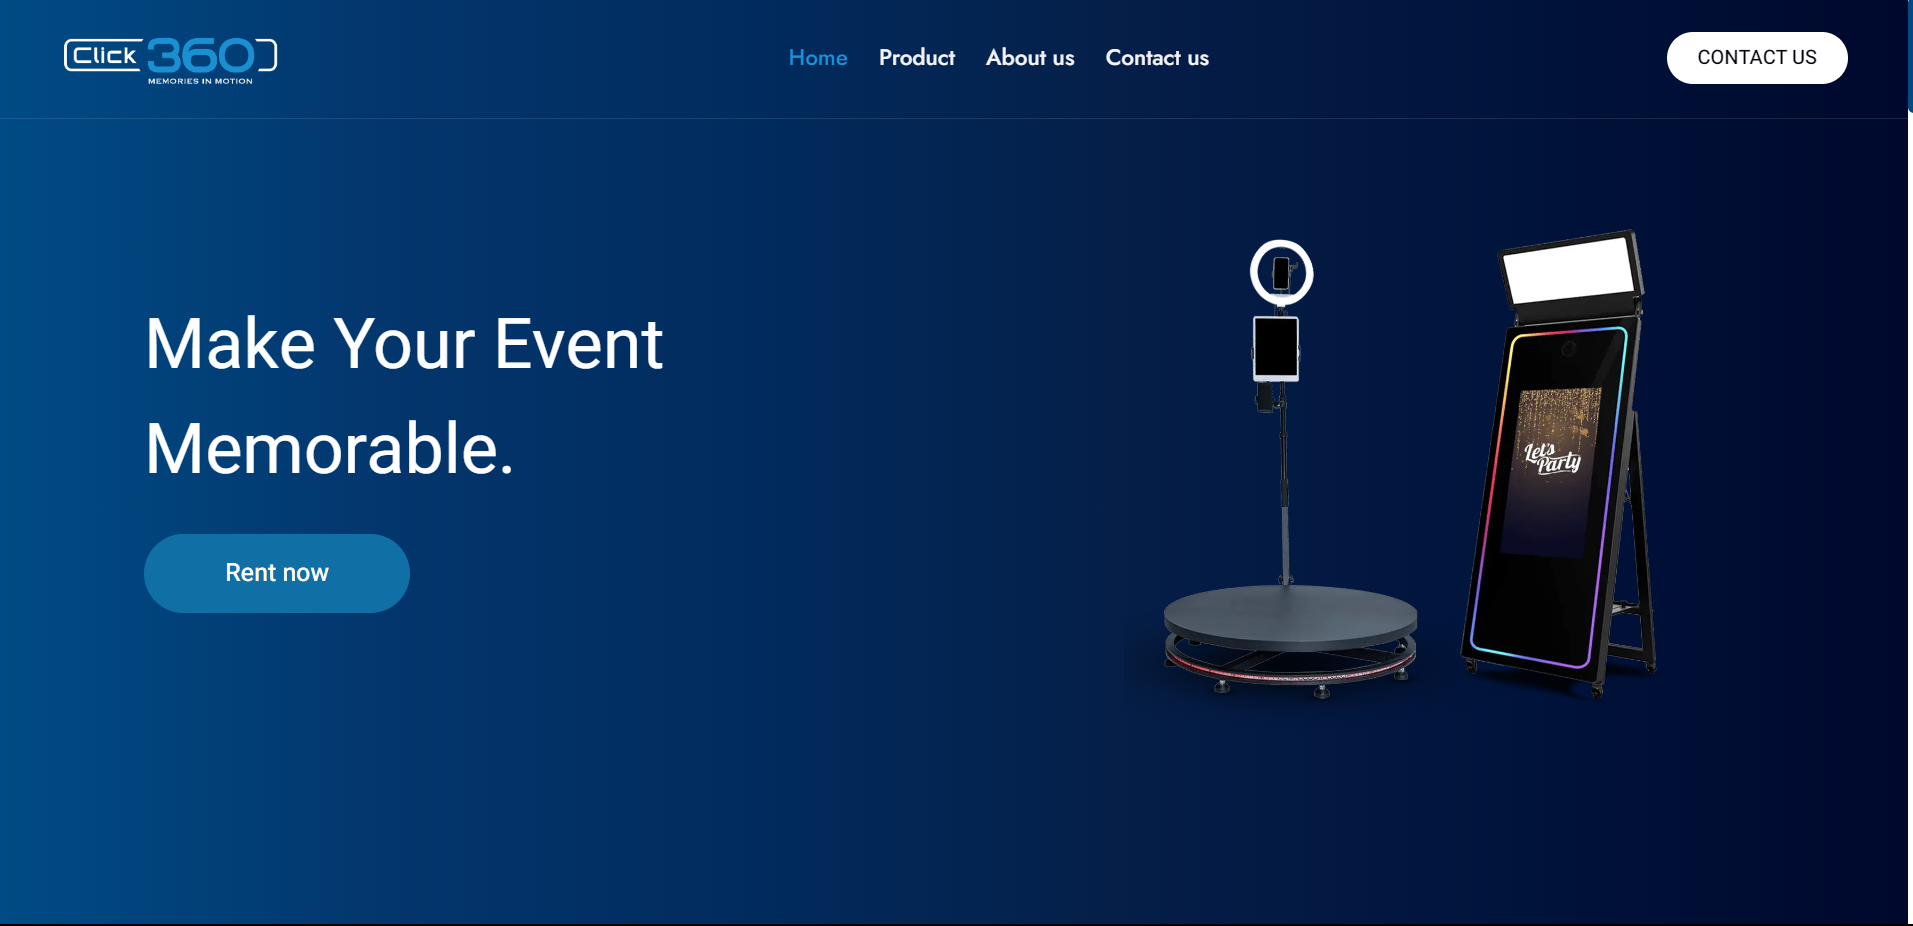 Click 360
MEMORIES IN MOTION
Home Product About us Contact us
CONTACT US
Make Your Event
Memorable.
Rent now
Let's
Party